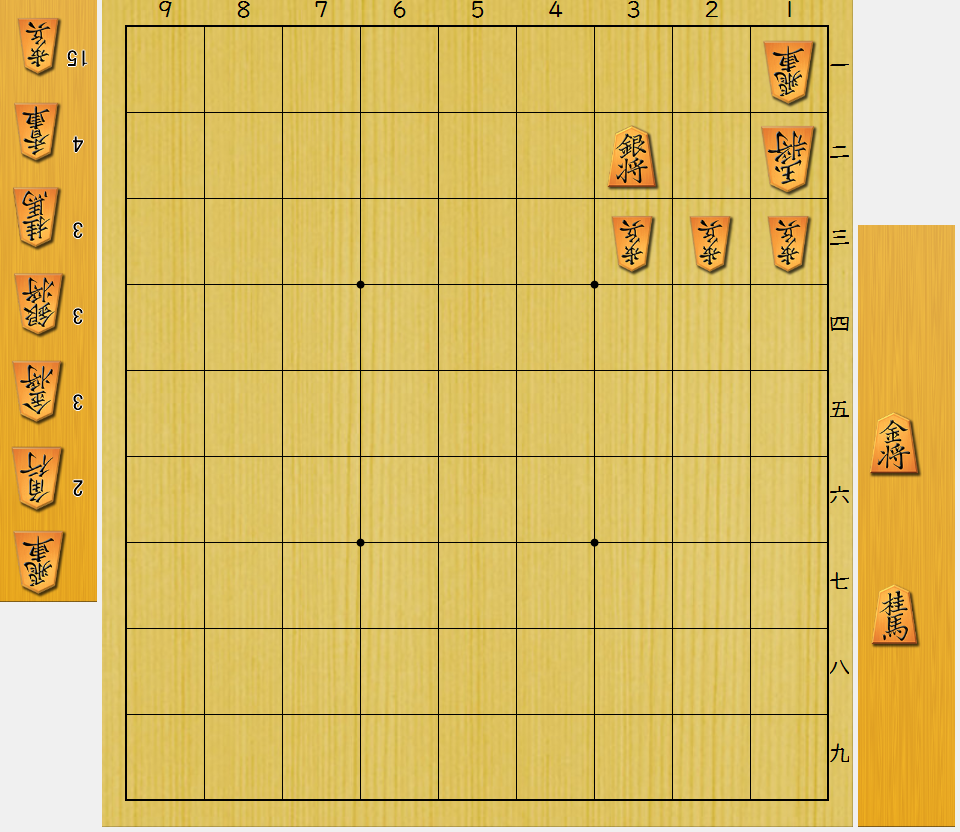 9 8 7 6 5 4 3 2 1
歩兵 15
香車 4
桂馬 3
銀将 3
金将 3
角行 2
飛車
飛車 一
銀将 玉将 二
歩兵 歩兵 歩兵 三
四
五
六
七
八
九
金将
桂馬